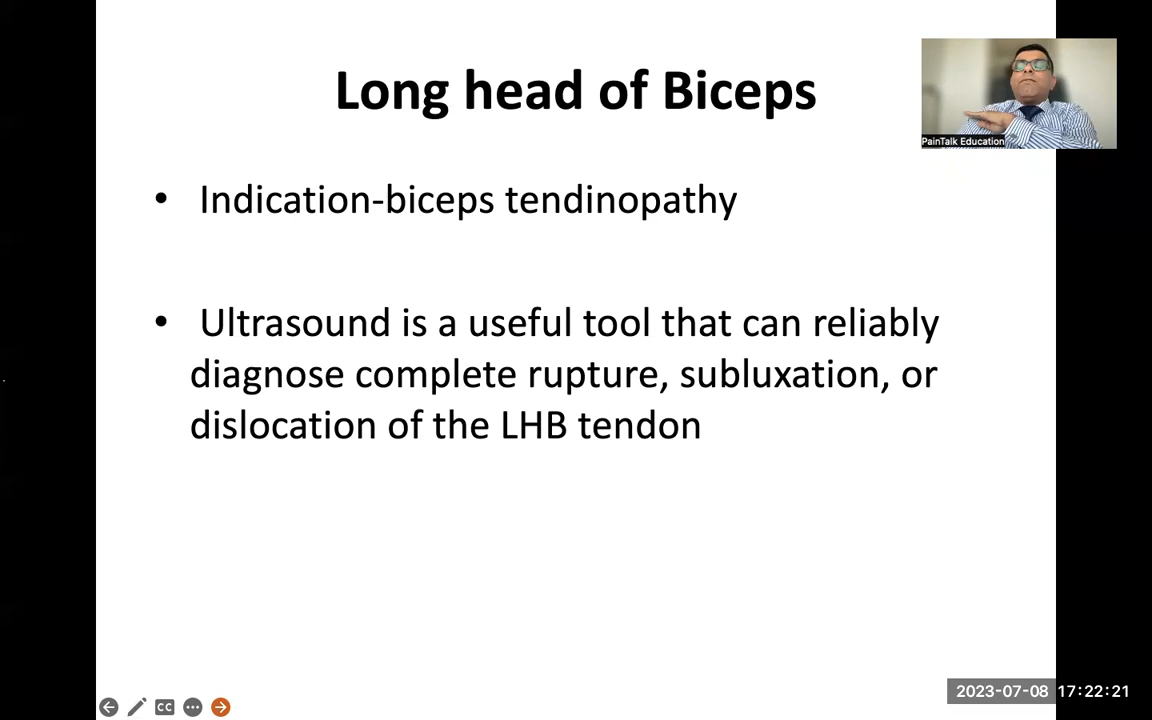 Long head of Biceps
PainTalk Education
• Indication-biceps tendinopathy
• Ultrasound is a useful tool that can reliably
diagnose complete rupture, subluxation, or
dislocation of the LHB tendon
CC
2023-07-08 17:22:21